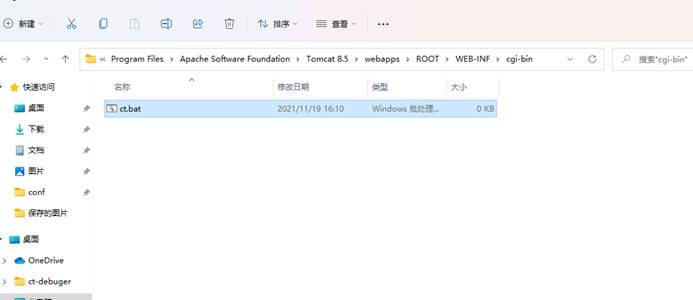 新建
排序
查看
« Program Files > Apache Software Foundation > Tomcat 8.5 > webapps > ROOT > WEB-INF > cgi-bin
搜索"cgi-bin"
快速访问
名称 修改日期 类型 大小
桌面
ct.bat 2021/11/19 16:10 Windows 批处理... 0 KB
下载
文档
图片
conf
保存的图片
桌面
OneDrive
ct-debuger